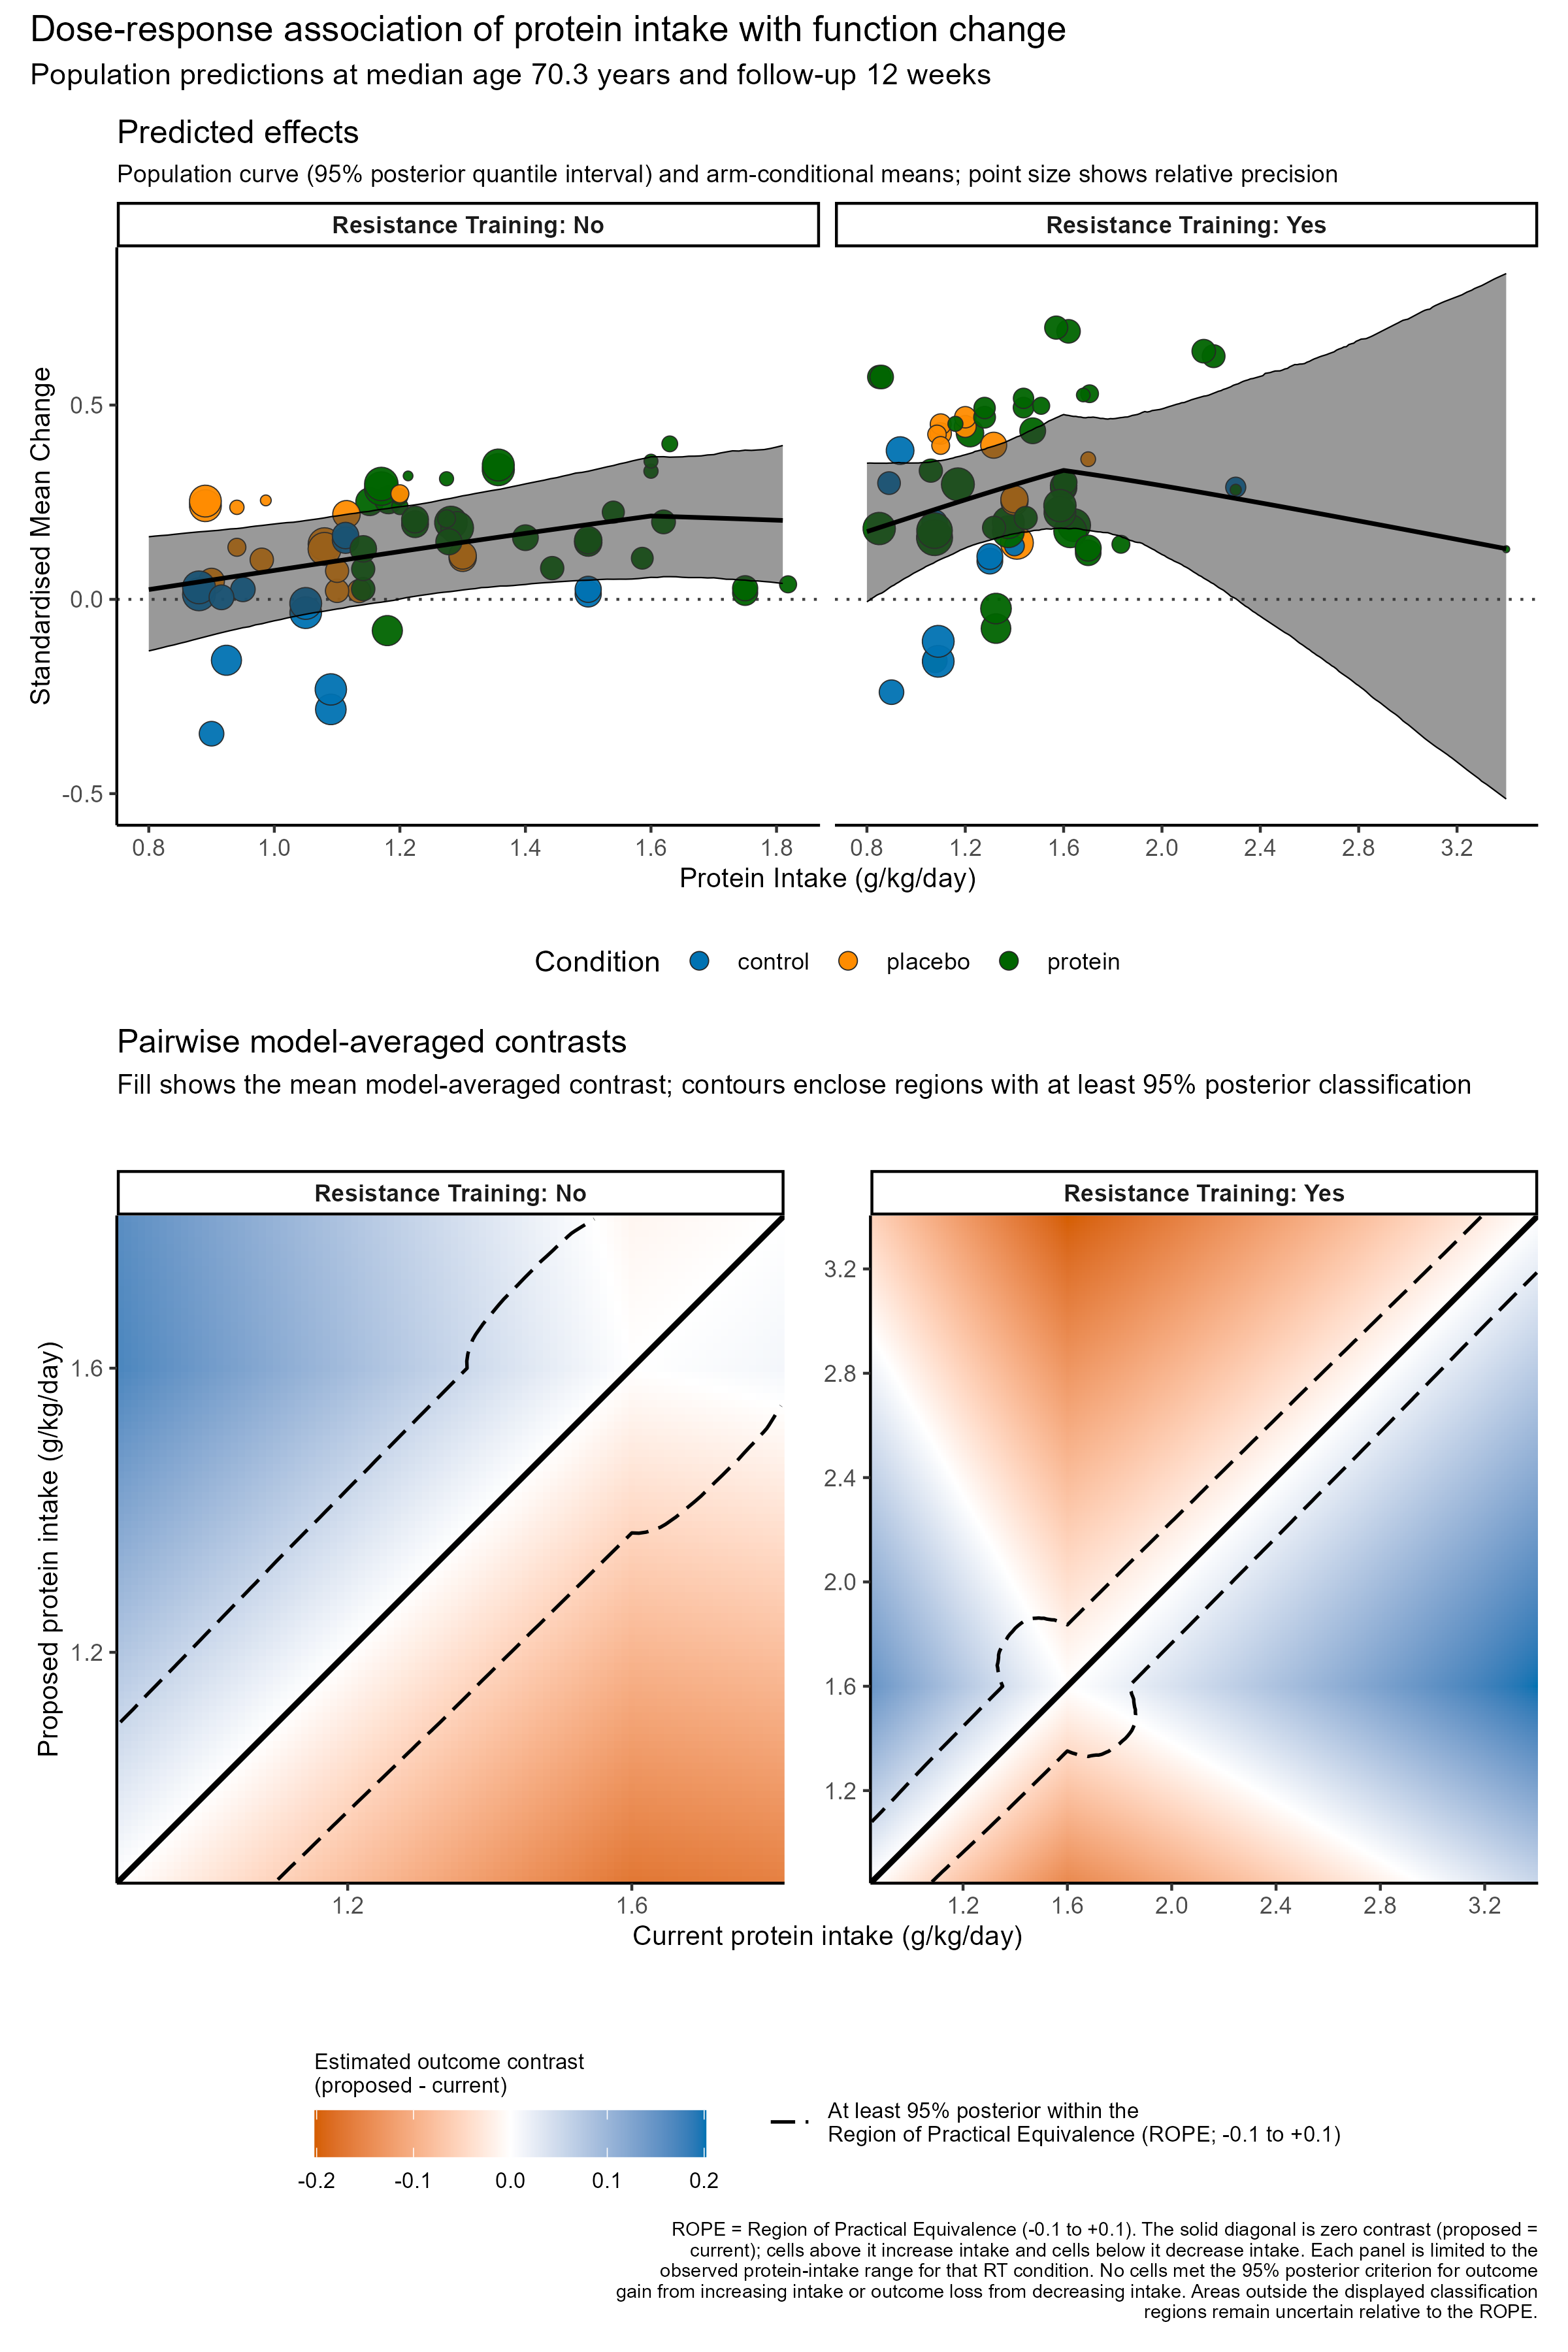 Dose-response association of protein intake with function change
Population predictions at median age 70.3 years and follow-up 12 weeks
Predicted effects
Population curve (95% posterior quantile interval) and arm-conditional means; point size shows relative precision
Resistance Training: No
Resistance Training: Yes
Standardised Mean Change
0.5
0.0
-0.5
0.8 1.0 1.2 1.4 1.6 1.8
0.8 1.2 1.6 2.0 2.4 2.8 3.2
Protein Intake (g/kg/day)
Condition control placebo protein
Pairwise model-averaged contrasts
Fill shows the mean model-averaged contrast; contours enclose regions with at least 95% posterior classification
Resistance Training: No
Resistance Training: Yes
Proposed protein intake (g/kg/day)
1.6
1.2
3.2
2.8
2.4
2.0
1.6
1.2
1.2 1.6
1.2 1.6 2.0 2.4 2.8 3.2
Current protein intake (g/kg/day)
Estimated outcome contrast
(proposed - current)
-0.2 -0.1 0.0 0.1 0.2
At least 95% posterior within the
Region of Practical Equivalence (ROPE; -0.1 to +0.1)
ROPE = Region of Practical Equivalence (-0.1 to +0.1). The solid diagonal is zero contrast (proposed =
current); cells above it increase intake and cells below it decrease intake. Each panel is limited to the
observed protein-intake range for that RT condition. No cells met the 95% posterior criterion for outcome
gain from increasing intake or outcome loss from decreasing intake. Areas outside the displayed classification
regions remain uncertain relative to the ROPE.